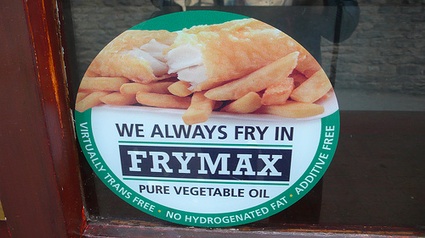 WE ALWAYS FRY IN
FRYMAX
PURE VEGETABLE OIL
VIRTUALLY TRANS FREE • NO HYDROGENATED FAT • ADDITIVE FREE